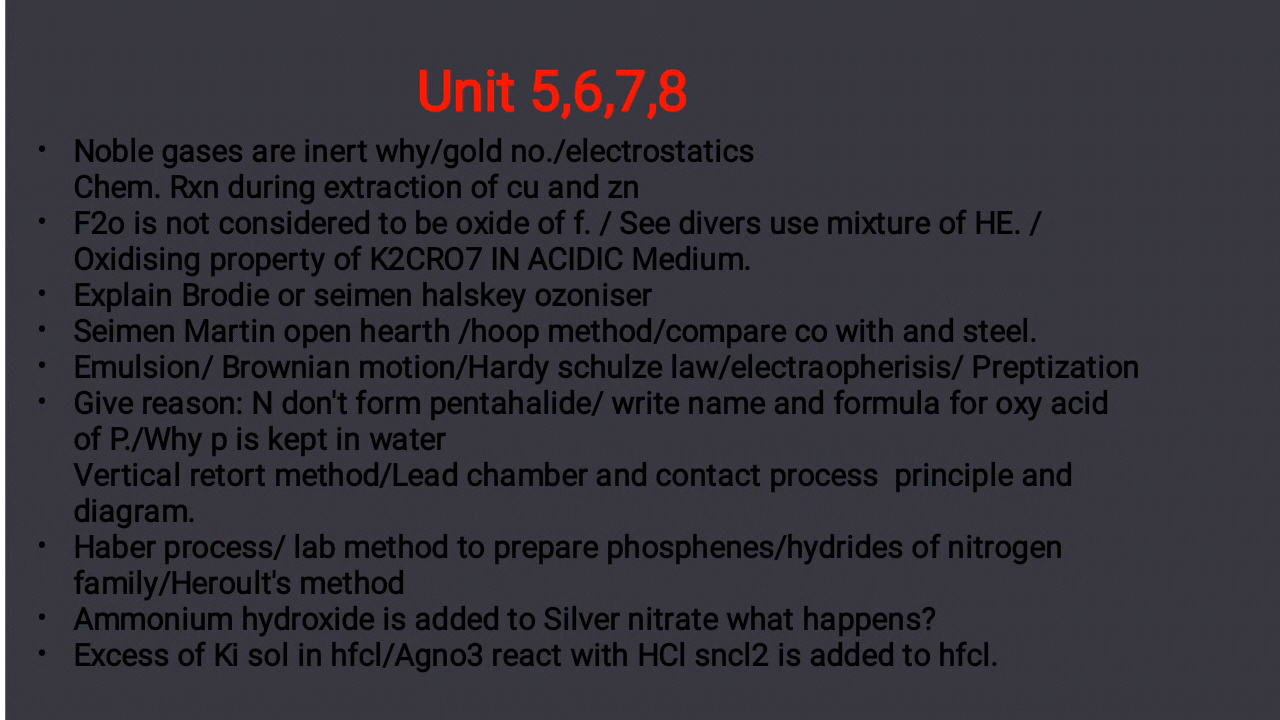 Unit 5,6,7,8
• Noble gases are inert why/gold no./electrostatics
Chem. Rxn during extraction of cu and zn
• F2o is not considered to be oxide of f. / See divers use mixture of HE. /
Oxidising property of K2CRO7 IN ACIDIC Medium.
• Explain Brodie or seimen halskey ozoniser
• Seimen Martin open hearth /hoop method/compare co with and steel.
• Emulsion/ Brownian motion/Hardy schulze law/electraopherisis/ Preptization
• Give reason: N don't form pentahalide/ write name and formula for oxy acid
of P./Why p is kept in water
Vertical retort method/Lead chamber and contact process principle and
diagram.
• Haber process/ lab method to prepare phosphenes/hydrides of nitrogen
family/Heroult's method
• Ammonium hydroxide is added to Silver nitrate what happens?
• Excess of Ki sol in hfcl/Agno3 react with HCl sncl2 is added to hfcl.